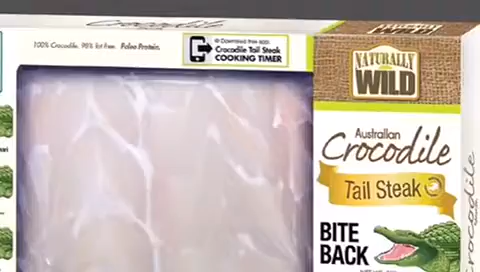 Crocodile
100% Crocodile. 98% Fat Free. Paleo Protein.
Download free app:
Crocodile Tail Steak
COOKING TIMER
NATURALLY
WILD
Australian
Crocodile
Tail Steak
BITE
BACK
Crocodile